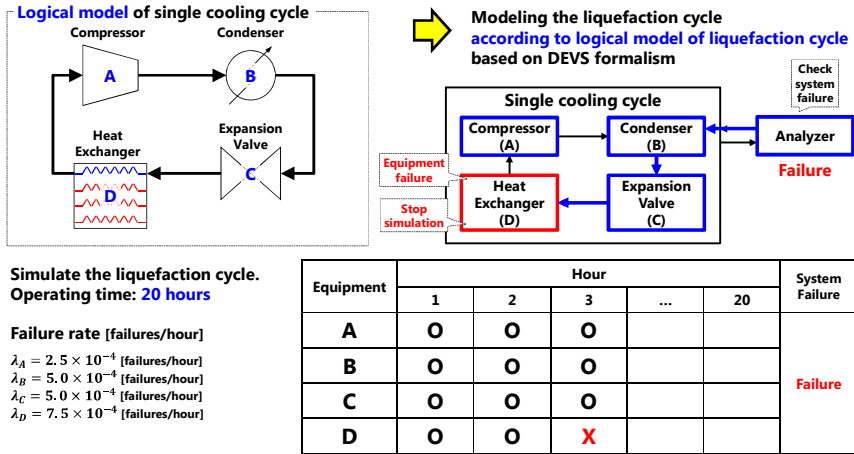 Logical model of single cooling cycle
Compressor
Condenser
A
B
Heat
Exchanger
Expansion
Valve
C
D
Modeling the liquefaction cycle
according to logical model of liquefaction cycle
based on DEVS formalism
Check
system
failure
Single cooling cycle
Compressor
(A)
Condenser
(B)
Analyzer
Failure
Equipment
failure
Heat
Exchanger
(D)
Expansion
Valve
(C)
Stop
simulation
Simulate the liquefaction cycle.
Operating time: 20 hours
Failure rate [failures/hour]
λ_A = 2.5 × 10⁻⁴ [failures/hour]
λ_B = 5.0 × 10⁻⁴ [failures/hour]
λ_C = 5.0 × 10⁻⁴ [failures/hour]
λ_D = 7.5 × 10⁻⁴ [failures/hour]
Equipment Hour System Failure
1 2 3 ... 20
A O O O
B O O O
C O O O
D O O X
Failure